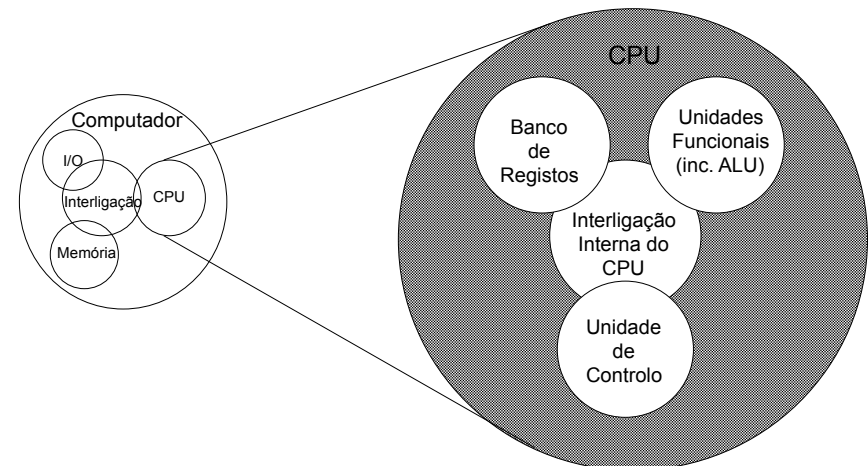 Computador
I/O
Interligação
CPU
Memória
CPU
Banco
de
Registos
Unidades
Funcionais
(inc. ALU)
Interligação
Interna do
CPU
Unidade
de
Controlo